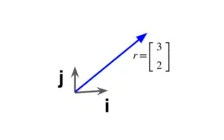 r = [3
2]
j
i